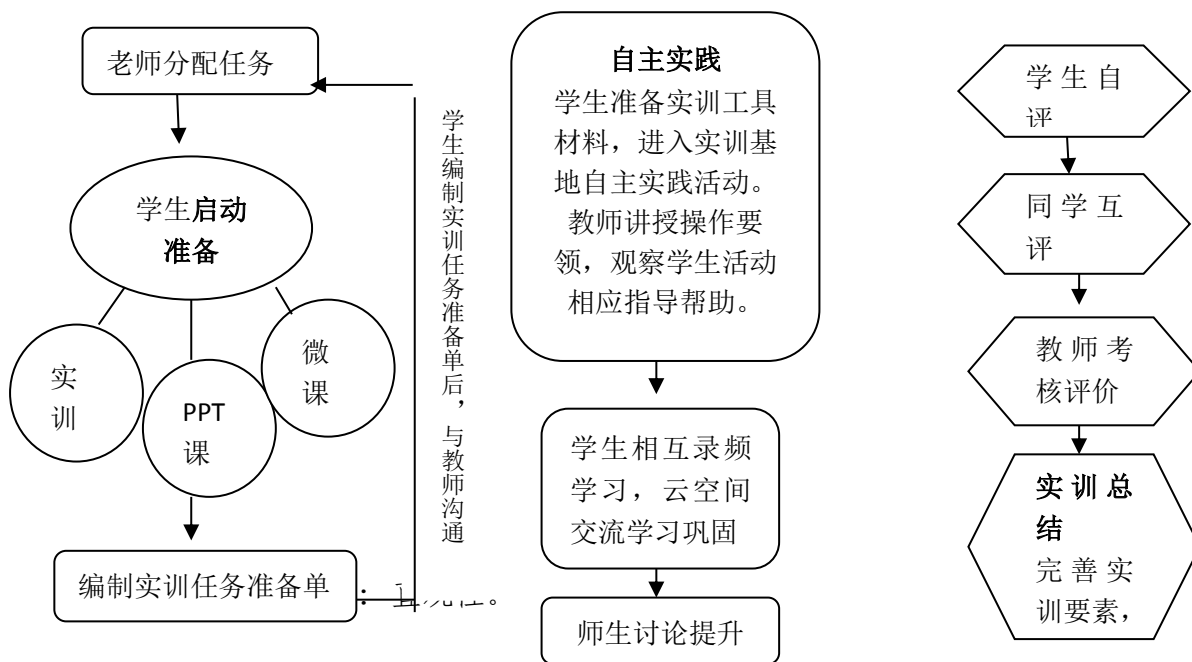 老师分配任务
学生启动
准备
实
训
PPT
课
微
课
编制实训任务准备单
学生编制实训任务准备单后，与教师沟通
自主实践
学生准备实训工具
材料，进入实训基
地自主实践活动。
教师讲授操作要
领，观察学生活动
相应指导帮助。
学生相互录频
学习，云空间
交流学习巩固
师生讨论提升
学生自
评
同学互
评
教师考
核评价
实训总
结
完善实
训要素，